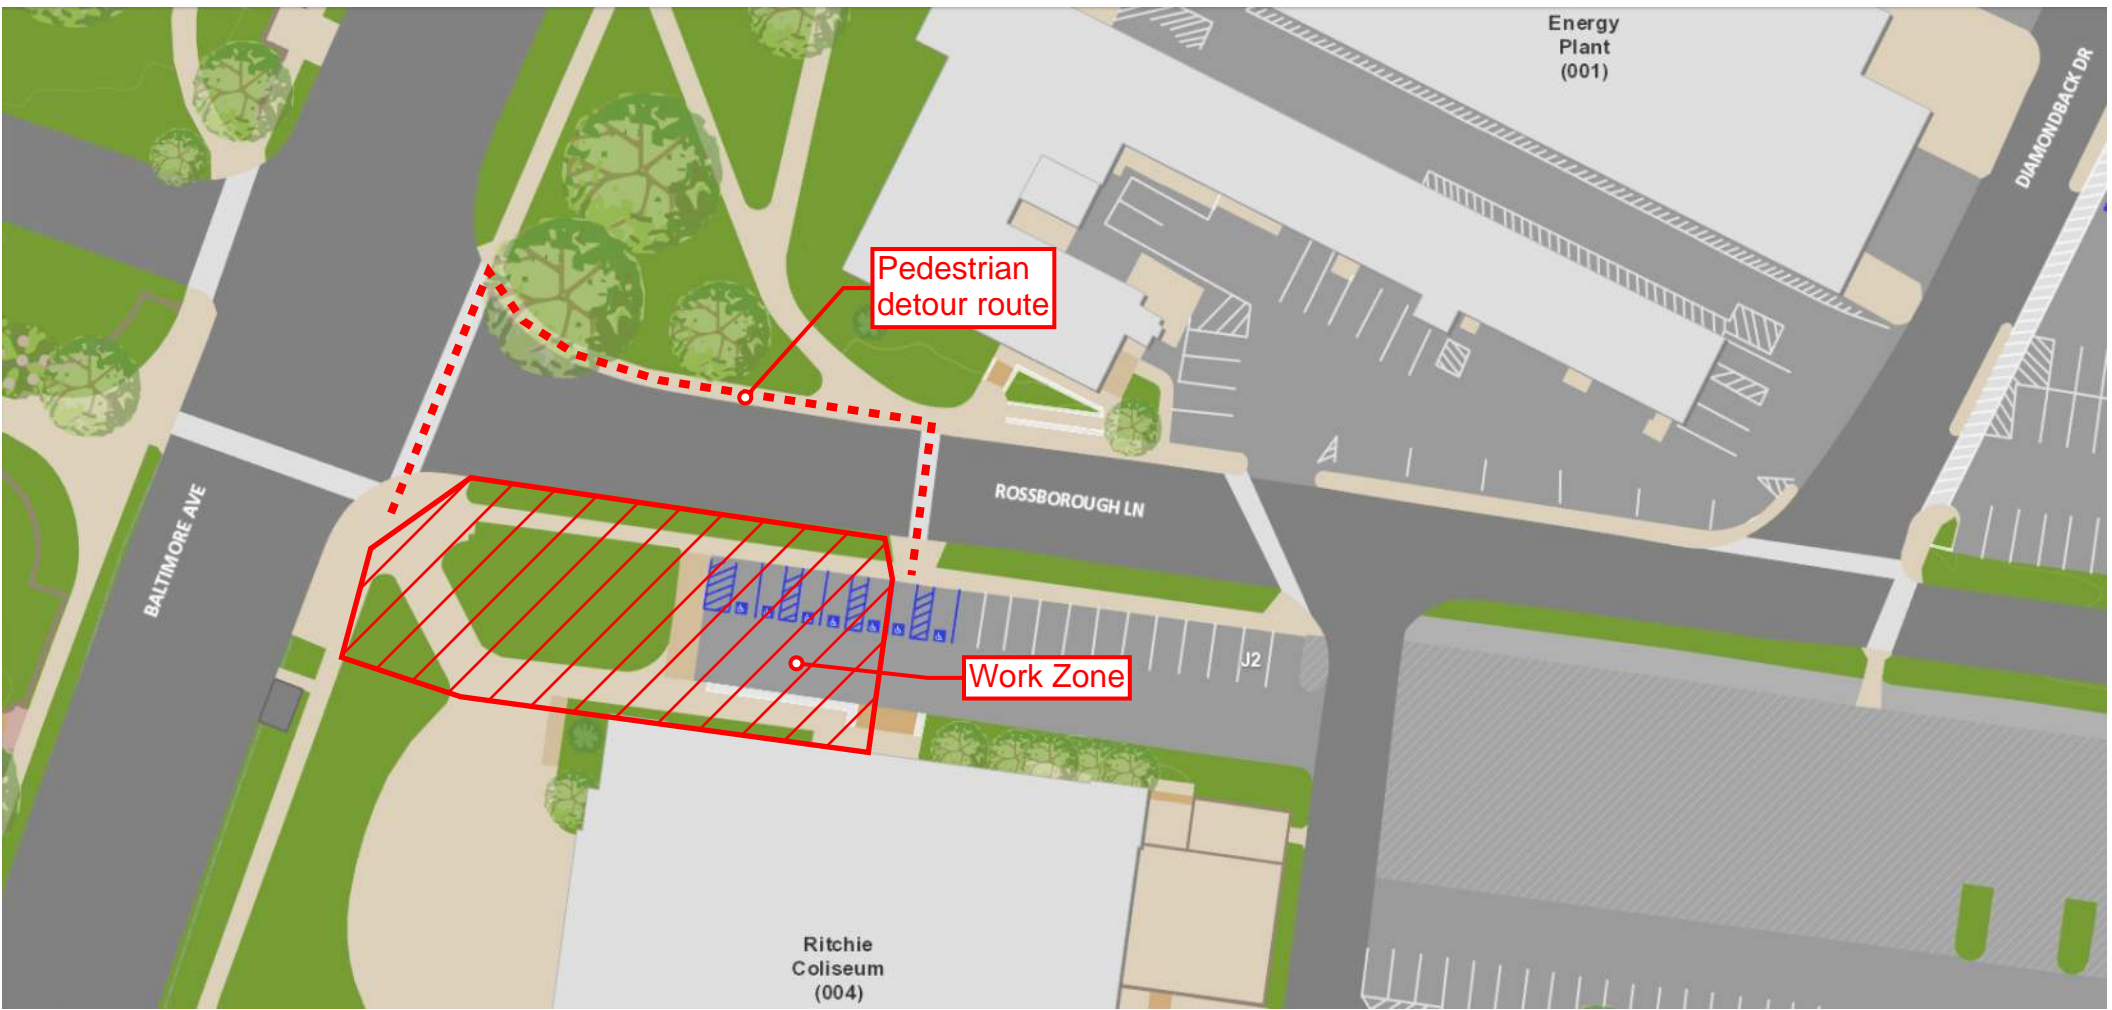 Energy
Plant
(001)
DIAMONDBACK DR
Pedestrian
detour route
ROSSBOROUGH LN
BALTIMORE AVE
J2
Work Zone
Ritchie
Coliseum
(004)